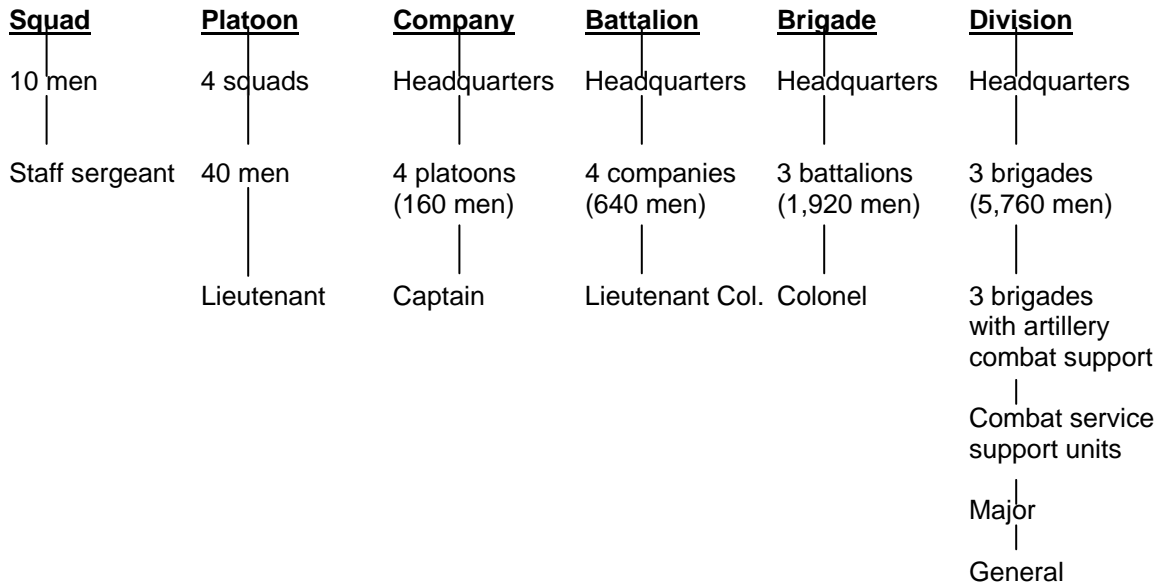 Squad
10 men
Staff sergeant
Platoon
4 squads
40 men
Lieutenant
Company
Headquarters
4 platoons
(160 men)
Captain
Battalion
Headquarters
4 companies
(640 men)
Lieutenant Col.
Brigade
Headquarters
3 battalions
(1,920 men)
Colonel
Division
Headquarters
3 brigades
(5,760 men)
3 brigades
with artillery
combat support
Combat service
support units
Major
General